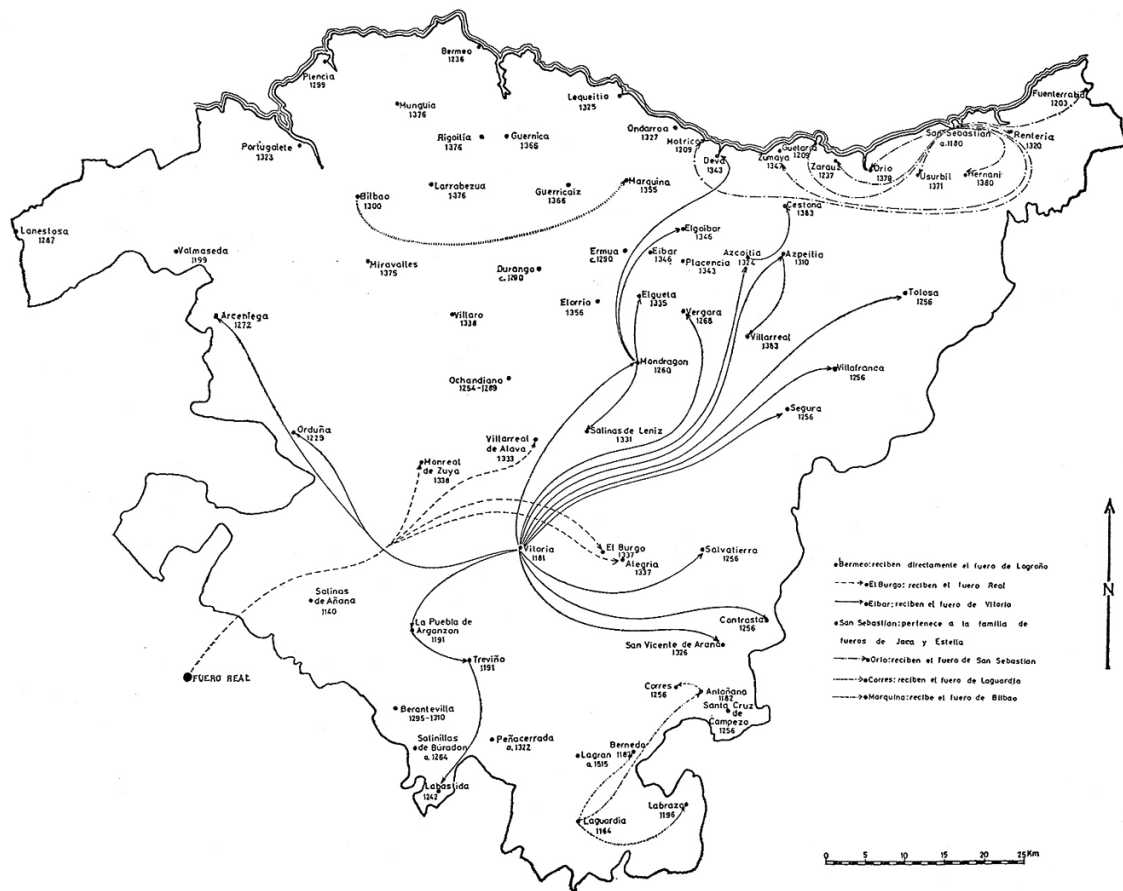 Bermeo
1236
Plencia
1299
Munguia
1376
Lequeitio
1325
Fuenterrabia
1203
Portugalete
1323
Rigoitia
1376
Guernica
1366
Ondarroa
1327
Motrico
1209
Deva
1343
Zumaya
1347
Guetaria
1209
Zarauz
1237
Orio
1379
San Sebastian
a.1180
Usurbil
1371
Hernani
1380
Renteria
1320
Larrabezua
1376
Guerricaiz
1366
Marquina
1355
Bilbao
1300
Cestona
1383
Lanestosa
1287
Valmaseda
1199
Miravalles
1375
Durango
c.1290
Ermua
c.1290
Elgoibar
1346
Eibar
1346
Placencia
1343
Azcoitia
1324
Azpeitia
1310
Elorrio
1356
Elgueta
1335
Vergara
1268
Tolosa
1256
Arceniega
1272
Villaro
1338
Villarreal
1383
Mondragon
1260
Villafranca
1256
Ochandiano
1254-1289
Segura
1256
Orduña
1229
Villarreal
de Alava
1333
Salinas de Leniz
1331
Monreal
de Zuya
1338
Vitoria
1181
El Burgo
1337
Alegria
1337
Salvatierra
1256
Salinas
de Añana
1140
La Puebla de
Arganzon
1191
Contrasta
1256
San Vicente de Arana
1326
Treviño
1191
FUERO REAL
Corres
1256
Antoñana
1182
Santa Cruz
de
Campezo
1256
Berantevilla
1295-1310
Salinillas
de Buradon
a.1264
Peñacerrada
a.1322
Lagran
a.1515
Bernedo
1182
Labastida
1242
Laguardia
1164
Labraza
1196
Bermeo: reciben directamente el fuero de Logroño
El Burgo: reciben el fuero Real
Eibar: reciben el fuero de Vitoria
San Sebastian: pertenece a la familia de
fueros de Jaca y Estella
Orio: reciben el fuero de San Sebastian
Corres: reciben el fuero de Laguardia
Marquina: recibe el fuero de Bilbao
N
0 5 10 15 20 25 Km